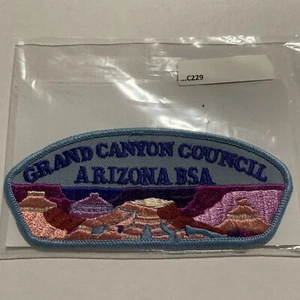 ...C229
GRAND CANYON COUNCIL
ARIZONA BSA